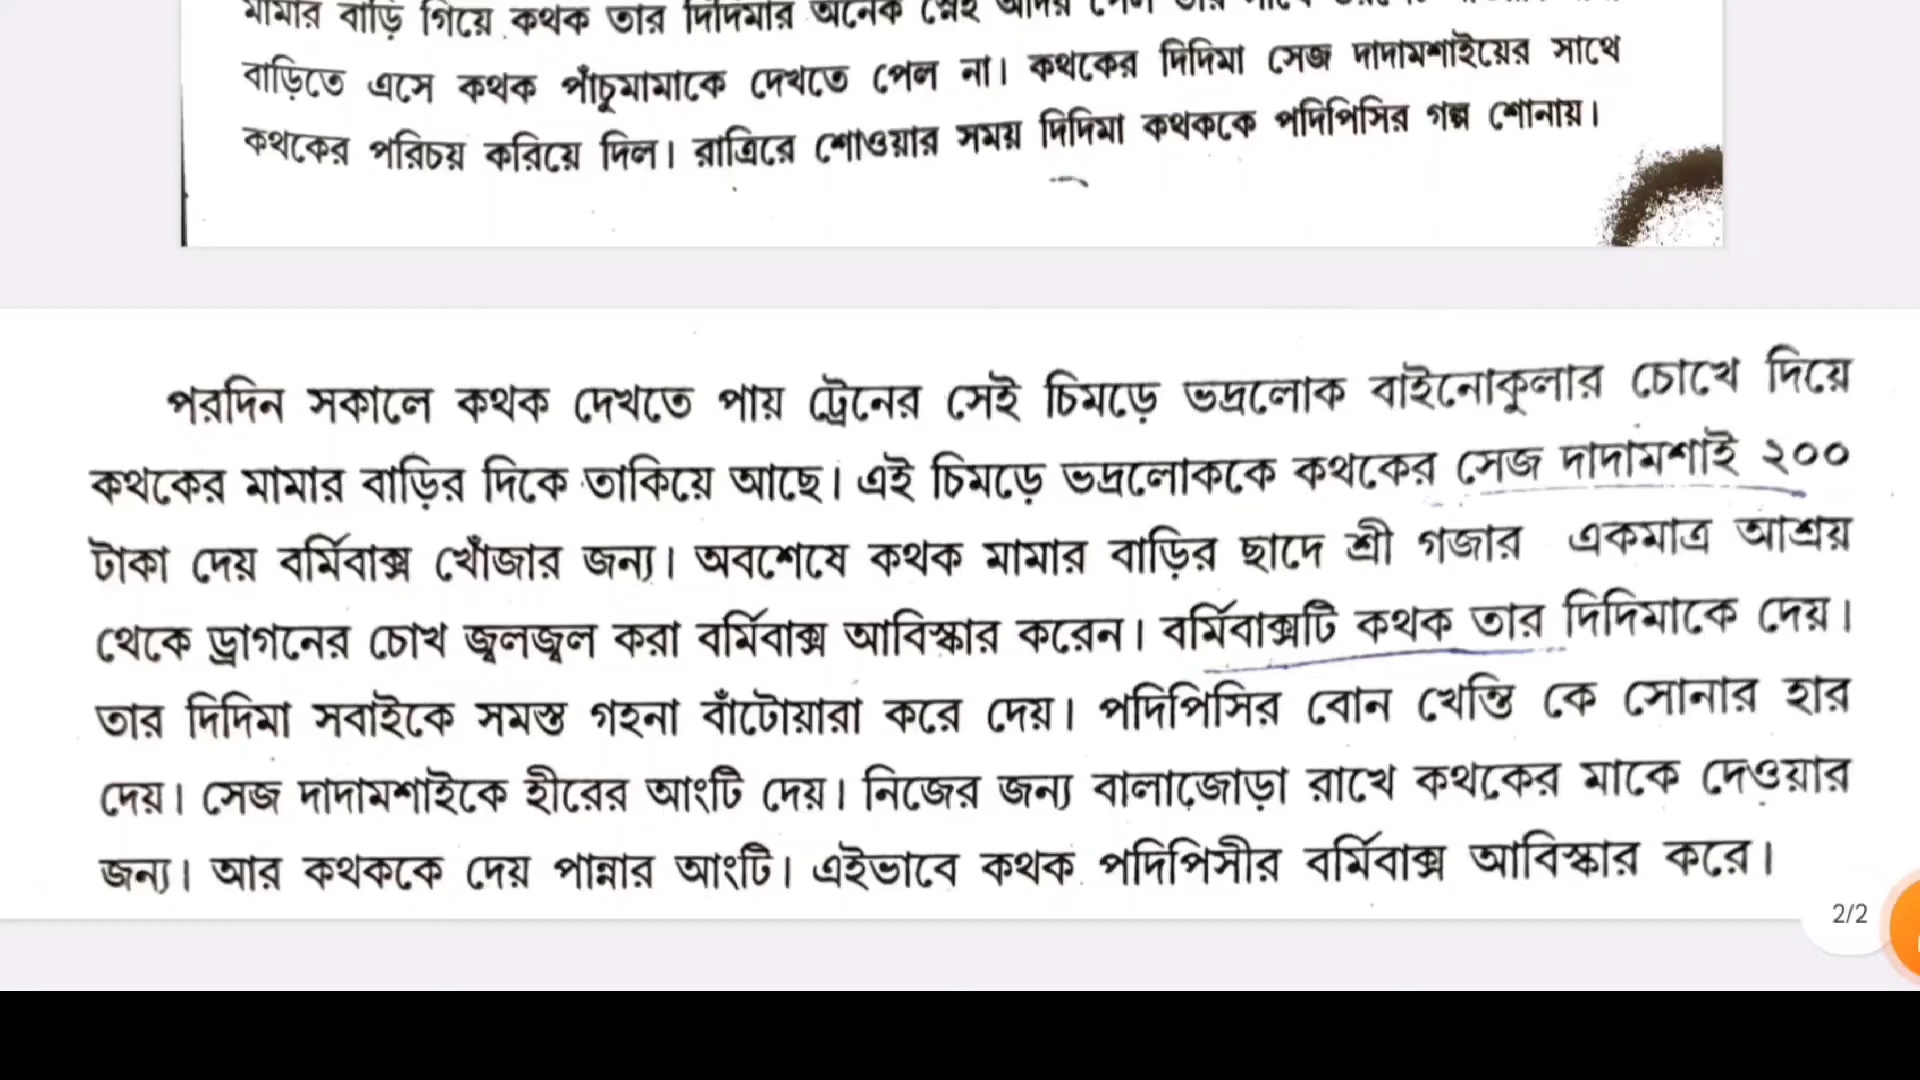 মামার বাড়ি গিয়ে কথক তার দিদিমার অনেক স্নেহ আদর পেল তার সাথে
বাড়িতে এসে কথক পাঁচুমামাকে দেখতে পেল না। কথকের দিদিমা সেজ দাদামশাইয়ের সাথে
কথকের পরিচয় করিয়ে দিল। রাত্রিরে শোওয়ার সময় দিদিমা কথককে পদিপিসির গল্প শোনায়।
পরদিন সকালে কথক দেখতে পায় ট্রেনের সেই চিমড়ে ভদ্রলোক বাইনোকুলার চোখে দিয়ে
কথকের মামার বাড়ির দিকে তাকিয়ে আছে। এই চিমড়ে ভদ্রলোককে কথকের সেজ দাদামশাই ২০০
টাকা দেয় বর্মিবাক্স খোঁজার জন্য। অবশেষে কথক মামার বাড়ির ছাদে শ্রী গজার একমাত্র আশ্রয়
থেকে ড্রাগনের চোখ জ্বলজ্বল করা বর্মিবাক্স আবিস্কার করেন। বর্মিবাক্সটি কথক তার দিদিমাকে দেয়।
তার দিদিমা সবাইকে সমস্ত গহনা বাঁটোয়ারা করে দেয়। পদিপিসির বোন খেন্তি কে সোনার হার
দেয়। সেজ দাদামশাইকে হীরের আংটি দেয়। নিজের জন্য বালাজোড়া রাখে কথকের মাকে দেওয়ার
জন্য। আর কথককে দেয় পান্নার আংটি। এইভাবে কথক পদিপিসীর বর্মিবাক্স আবিস্কার করে।
2/2